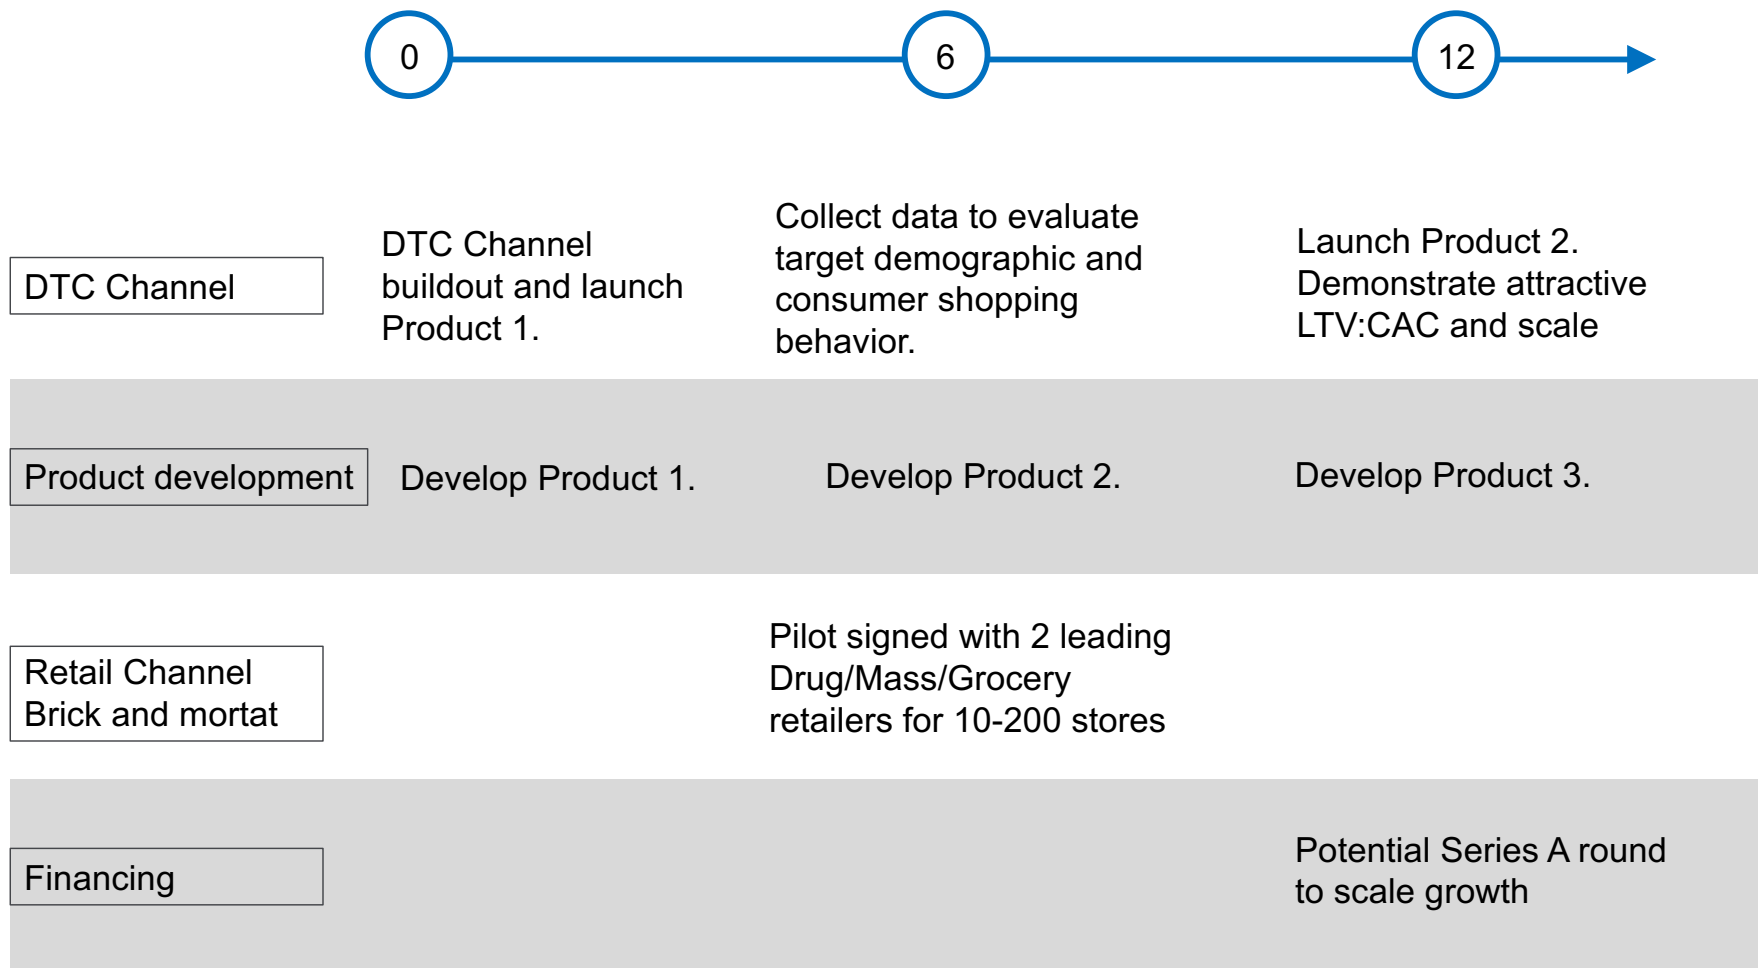 0
6
12
DTC Channel
DTC Channel
buildout and launch
Product 1.
Collect data to evaluate
target demographic and
consumer shopping
behavior.
Launch Product 2.
Demonstrate attractive
LTV:CAC and scale
Product development
Develop Product 1.
Develop Product 2.
Develop Product 3.
Retail Channel
Brick and mortat
Pilot signed with 2 leading
Drug/Mass/Grocery
retailers for 10-200 stores
Financing
Potential Series A round
to scale growth